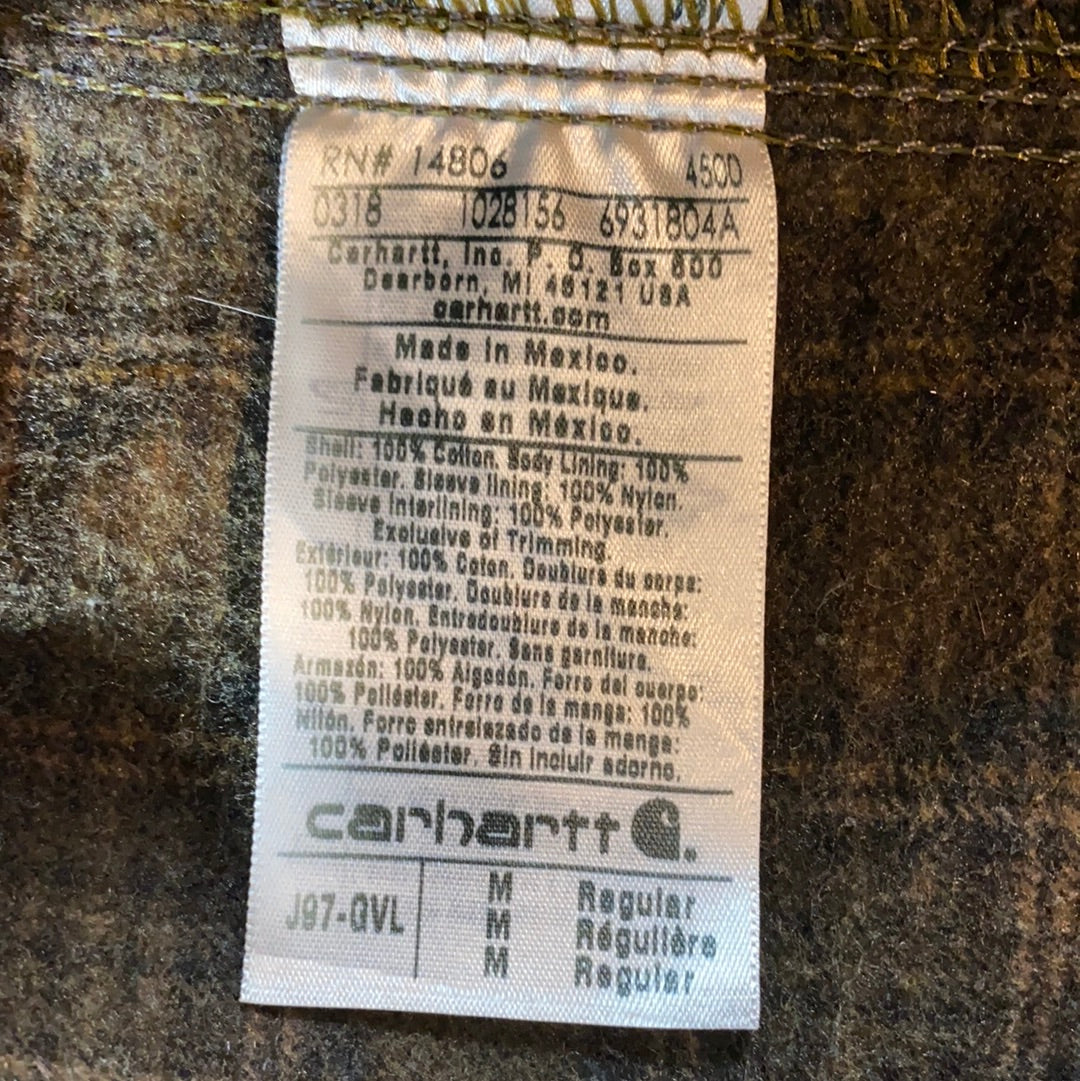 RN# 14806 450D
0318 1028156 6931804A
Carhartt, Inc. P. O. Box 600
Dearborn, MI 48121 USA
carhartt.com
Made in Mexico.
Fabriqué au Mexique.
Hecho en México.
Shell: 100% Cotton. Body Lining: 100%
Polyester. Sleeve lining: 100% Nylon.
Sleeve Interlining: 100% Polyester.
Exclusive of Trimming.
Extérieur: 100% Coton. Doublure du corps:
100% Polyester. Doublure de la manche:
100% Nylon. Entredoublure de la manche:
100% Polyester. Sans garniture.
Armazón: 100% Algodón. Forro del cuerpo:
100% Poliéster. Forro de la manga: 100%
Nilón. Forro entrelazado de la manga:
100% Poliéster. Sin incluir adorno.
carhartt
J97-GVL M Regular
M Régulière
M Regular